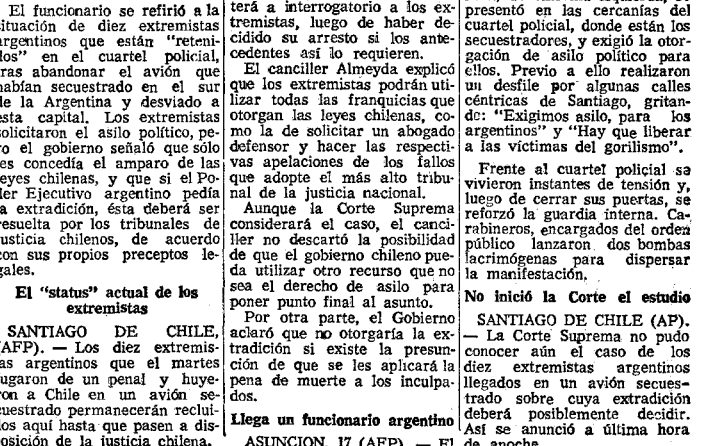 El funcionario se refirió a la
situación de diez extremistas
argentinos que están "reteni-
dos" en el cuartel policial,
tras abandonar el avión que
habían secuestrado en el sur
de la Argentina y desviado a
esta capital. Los extremistas
solicitaron el asilo político, pe-
ro el gobierno señaló que sólo
les concedía el amparo de las
leyes chilenas, y que si el Po-
der Ejecutivo argentino pedía
la extradición, ésta deberá ser
resuelta por los tribunales de
justicia chilenos, de acuerdo
con sus propios preceptos le-
gales.
El "status" actual de los
extremistas
SANTIAGO DE CHILE,
(AFP). — Los diez extremis-
tas argentinos que el martes
fugaron de un penal y huye-
ron a Chile en un avión se-
cuestrado permanecerán reclui-
dos aquí hasta que pasen a dis-
posición de la justicia chilena.
terá a interrogatorio a los ex-
tremistas, luego de haber de-
cidido su arresto si los ante-
cedentes así lo requieren.
El canciller Almeyda explicó
que los extremistas podrán uti-
lizar todas las franquicias que
otorgan las leyes chilenas, co-
mo la de solicitar un abogado
defensor y hacer las respecti-
vas apelaciones de los fallos
que adopte el más alto tribu-
nal de la justicia nacional.
Aunque la Corte Suprema
considerará el caso, el canci-
ller no descartó la posibilidad
de que el gobierno chileno pue-
da utilizar otro recurso que no
sea el derecho de asilo para
poner punto final al asunto.
Por otra parte, el Gobierno
aclaró que no otorgaría la ex-
tradición si existe la presun-
ción de que se les aplicará la
pena de muerte a los inculpa-
dos.
Llega un funcionario argentino
ASUNCION, 17 (AFP). — El
presentó en las cercanías del
cuartel policial, donde están los
secuestradores, y exigió la otor-
gación de asilo político para
ellos. Previo a ello realizaron
un desfile por algunas calles
céntricas de Santiago, gritan-
do: "Exigimos asilo, para los
argentinos" y "Hay que liberar
a las víctimas del gorilismo".
Frente al cuartel policial se
vivieron instantes de tensión y,
luego de cerrar sus puertas, se
reforzó la guardia interna. Ca-
rabineros, encargados del orden
público lanzaron dos bombas
lacrimógenas para dispersar
la manifestación.
No inició la Corte el estudio
SANTIAGO DE CHILE (AP).
— La Corte Suprema no pudo
conocer aún el caso de los
diez extremistas argentinos
llegados en un avión secues-
trado sobre cuya extradición
deberá posiblemente decidir.
Así se anunció a última hora
de anoche.